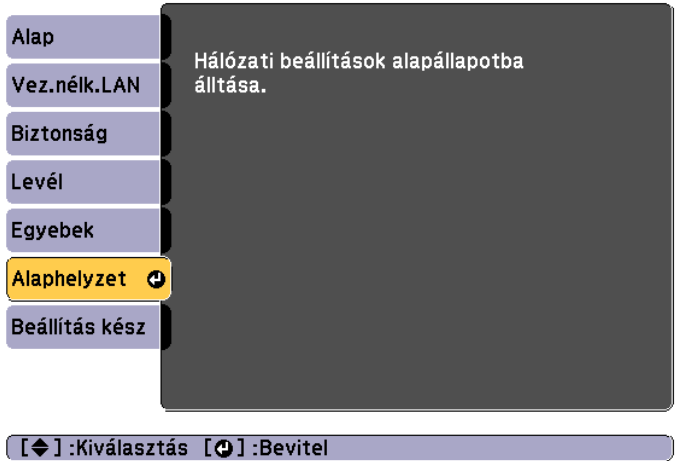 Alap
Vez.nélk.LAN
Biztonság
Levél
Egyebek
Alaphelyzet
Beállítás kész
Hálózati beállítások alapállapotba
álltása.
[◆] :Kiválasztás [↵] :Bevitel